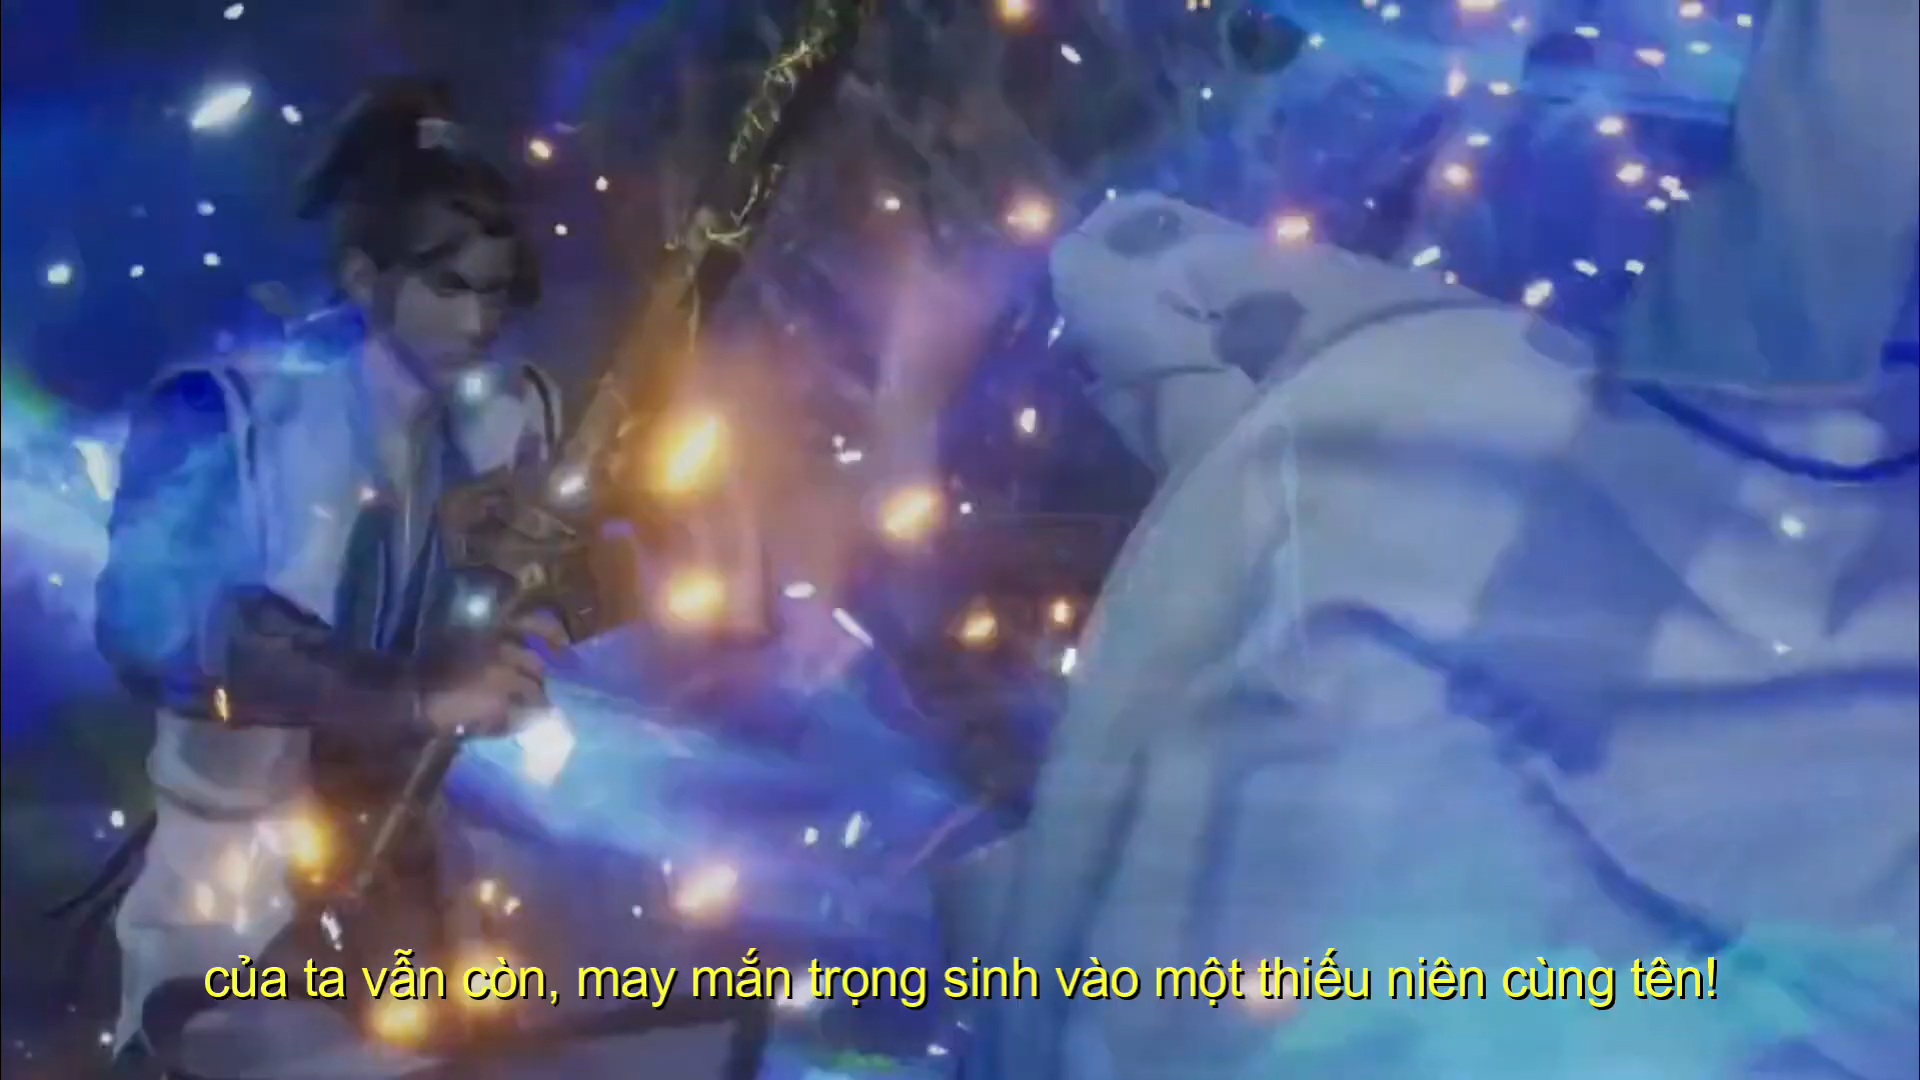 của ta vẫn còn, may mắn trọng sinh vào một thiếu niên cùng tên!